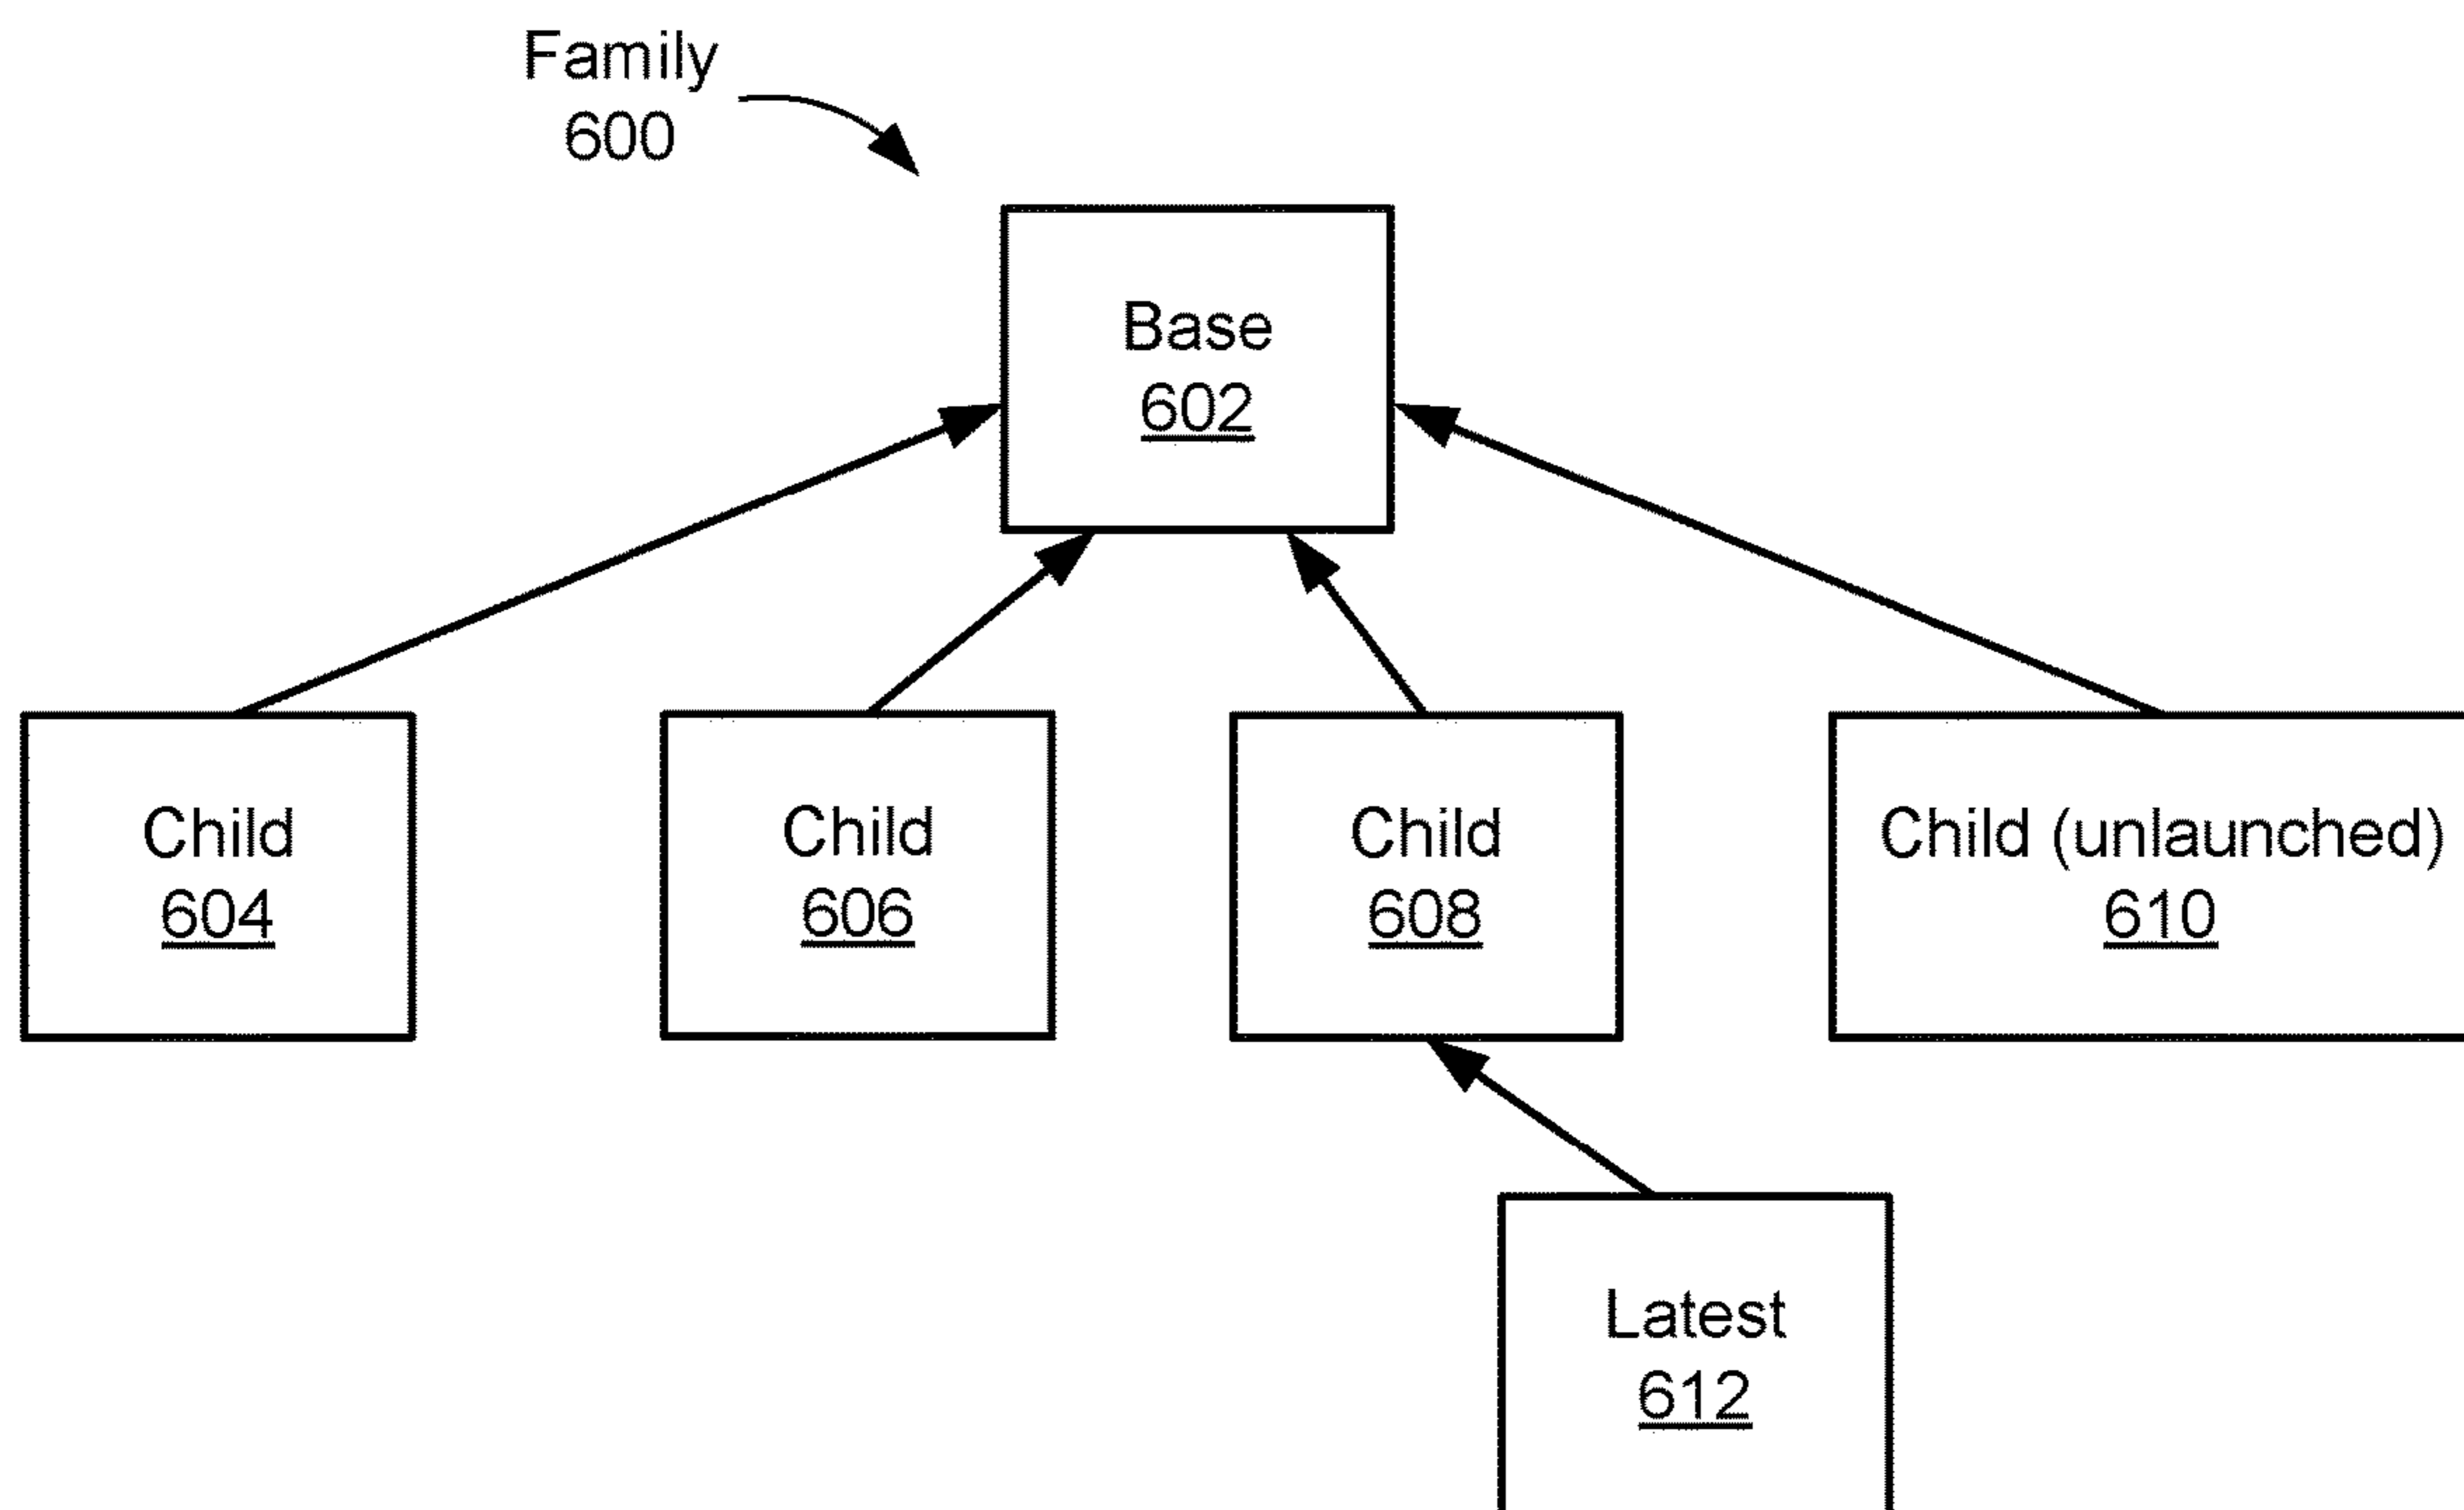 Family
600
Base
602
Child
604
Child
606
Child
608
Child (unlaunched)
610
Latest
612